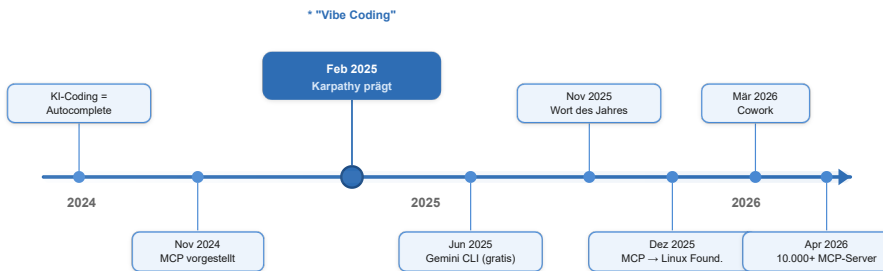 * "Vibe Coding"
Feb 2025
Karpathy prägt
KI-Coding =
Autocomplete
Nov 2025
Wort des Jahres
Mär 2026
Cowork
2024
2025
2026
Nov 2024
MCP vorgestellt
Jun 2025
Gemini CLI (gratis)
Dez 2025
MCP → Linux Found.
Apr 2026
10.000+ MCP-Server